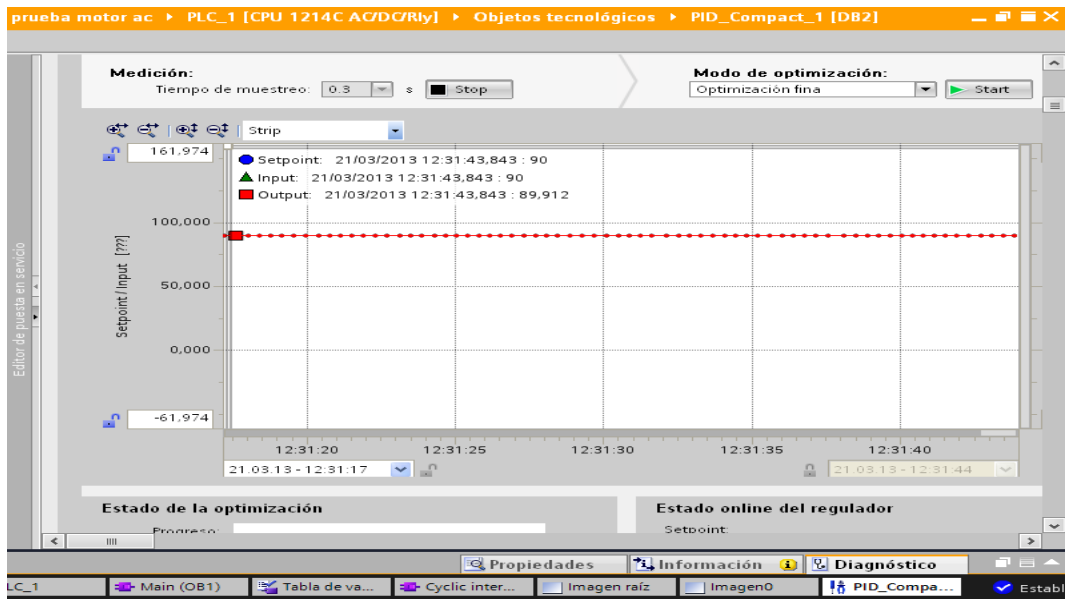 prueba motor ac ▸ PLC_1 [CPU 1214C AC/DC/Rly] ▸ Objetos tecnológicos ▸ PID_Compact_1 [DB2]
Medición:
Tiempo de muestreo: 0.3 s Stop
Modo de optimización:
Optimización fina Start
Strip
161,974
Setpoint: 21/03/2013 12:31:43,843 : 90
Input: 21/03/2013 12:31:43,843 : 90
Output: 21/03/2013 12:31:43,843 : 89,912
100,000
50,000
0,000
-61,974
Setpoint/Input [???]
Editor de puesta en servicio
12:31:20 12:31:25 12:31:30 12:31:35 12:31:40
21.03.13 - 12:31:17 21.03.13 - 12:31:44
Estado de la optimización
Progreso:
Estado online del regulador
Setpoint:
Propiedades Información Diagnóstico
LC_1 Main (OB1) Tabla de va... Cyclic inter... Imagen raíz Imagen0 PID_Compa... Establ